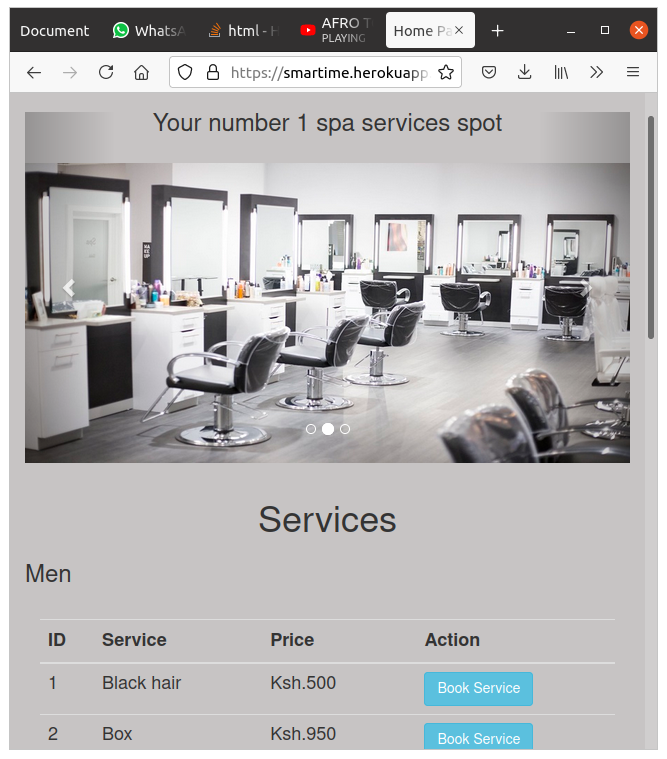 Document WhatsA html - H AFRO T Home Pa
PLAYING
https://smartime.herokuapp
Your number 1 spa services spot
Services
Men
ID Service Price Action
1 Black hair Ksh.500 Book Service
2 Box Ksh.950 Book Service